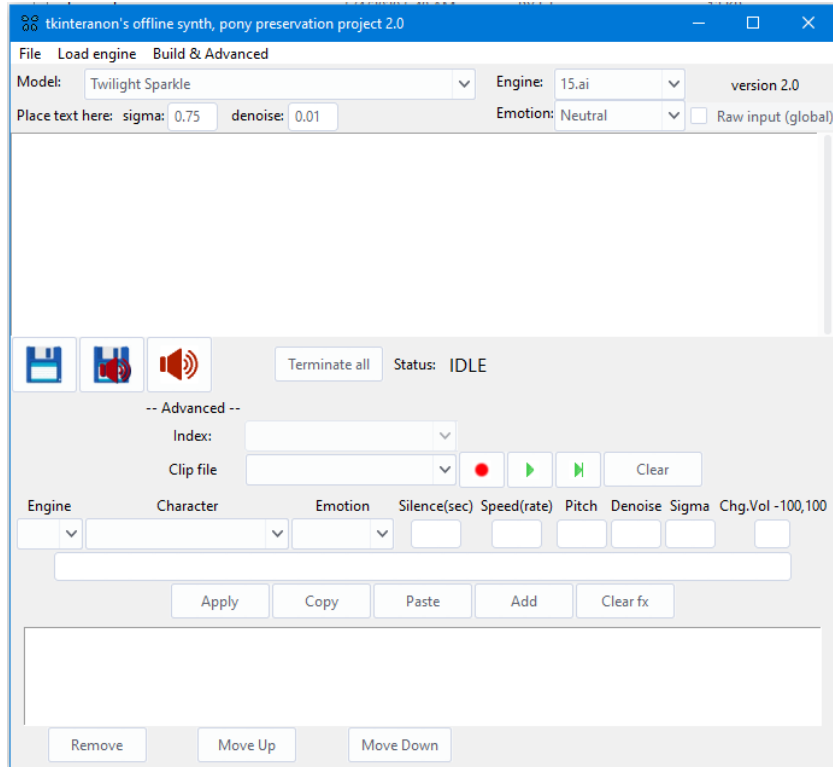 tkinteranon's offline synth, pony preservation project 2.0
File Load engine Build & Advanced
Model: Twilight Sparkle Engine: 15.ai version 2.0
Place text here: sigma: 0.75 denoise: 0.01 Emotion: Neutral Raw input (global)
Terminate all Status: IDLE
-- Advanced --
Index:
Clip file Clear
Engine Character Emotion Silence(sec) Speed(rate) Pitch Denoise Sigma Chg.Vol -100,100
Apply Copy Paste Add Clear fx
Remove Move Up Move Down